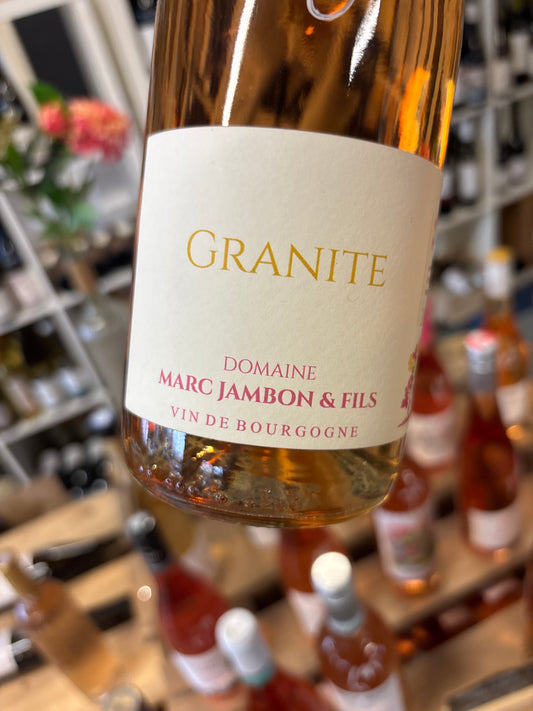 GRANITE
DOMAINE
MARC JAMBON & FILS
VIN DE BOURGOGNE